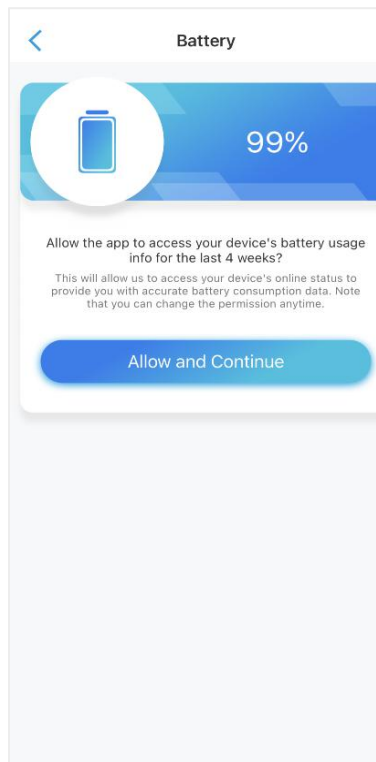 Battery
99%
Allow the app to access your device's battery usage
info for the last 4 weeks?
This will allow us to access your device's online status to
provide you with accurate battery consumption data. Note
that you can change the permission anytime.
Allow and Continue